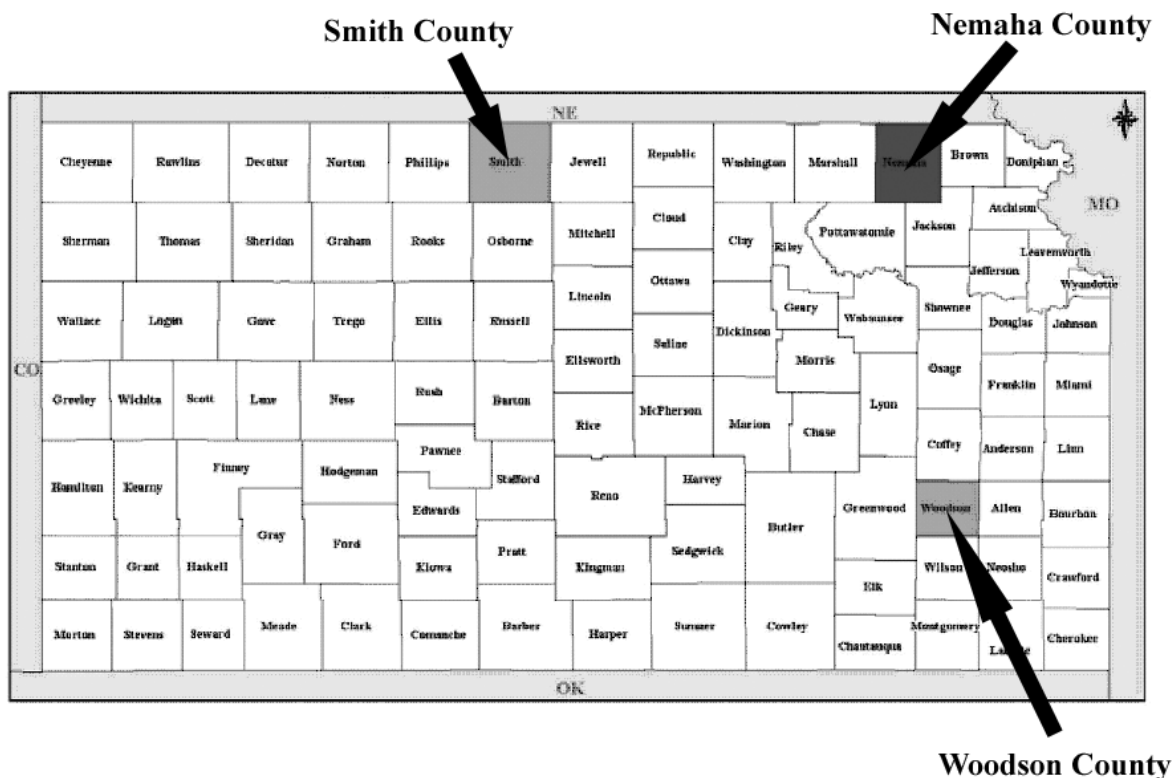 Smith County
Nemaha County
NE
Cheyenne Rawlins Decatur Norton Phillips Smith Jewell Republic Washington Marshall Nemaha Brown Doniphan
MO
Atchison
Sherman Thomas Sheridan Graham Rooks Osborne Mitchell Cloud Clay Riley Pottawatomie Jackson
Jefferson Leavenworth
Wyandotte
Wallace Logan Gove Trego Ellis Russell Lincoln Ottawa Geary Wabaunsee Shawnee Douglas Johnson
Dickinson
CO
Ellsworth Saline Morris Osage Franklin Miami
Greeley Wichita Scott Lane Ness Rush Barton Rice McPherson Marion Chase Lyon
Coffey Anderson Linn
Hamilton Kearny Finney Hodgeman Pawnee Stafford Reno Harvey
Edwards Butler Greenwood Woodson Allen Bourbon
Gray Ford
Stanton Grant Haskell Kiowa Pratt Kingman Sedgwick Elk Wilson Neosho Crawford
Morton Stevens Seward Meade Clark Comanche Barber Harper Sumner Cowley Chautauqua Montgomery Cherokee
OK
Woodson County